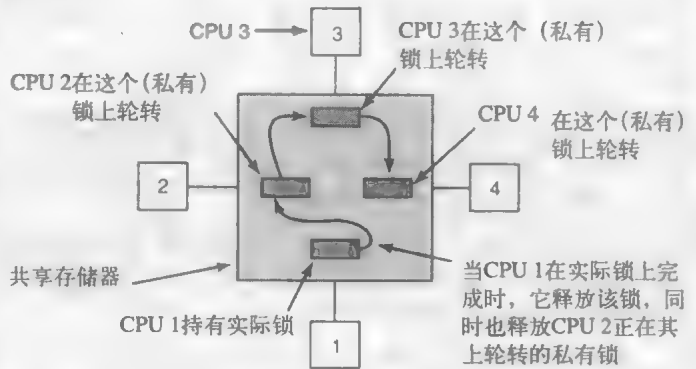 CPU 3
3
CPU 3在这个（私有）
锁上轮转
CPU 2在这个(私有)
锁上轮转
CPU 4 在这个(私有)
锁上轮转
2
4
共享存储器
CPU 1持有实际锁
1
当CPU 1在实际锁上完
成时，它释放该锁，同
时也释放CPU 2正在其
上轮转的私有锁